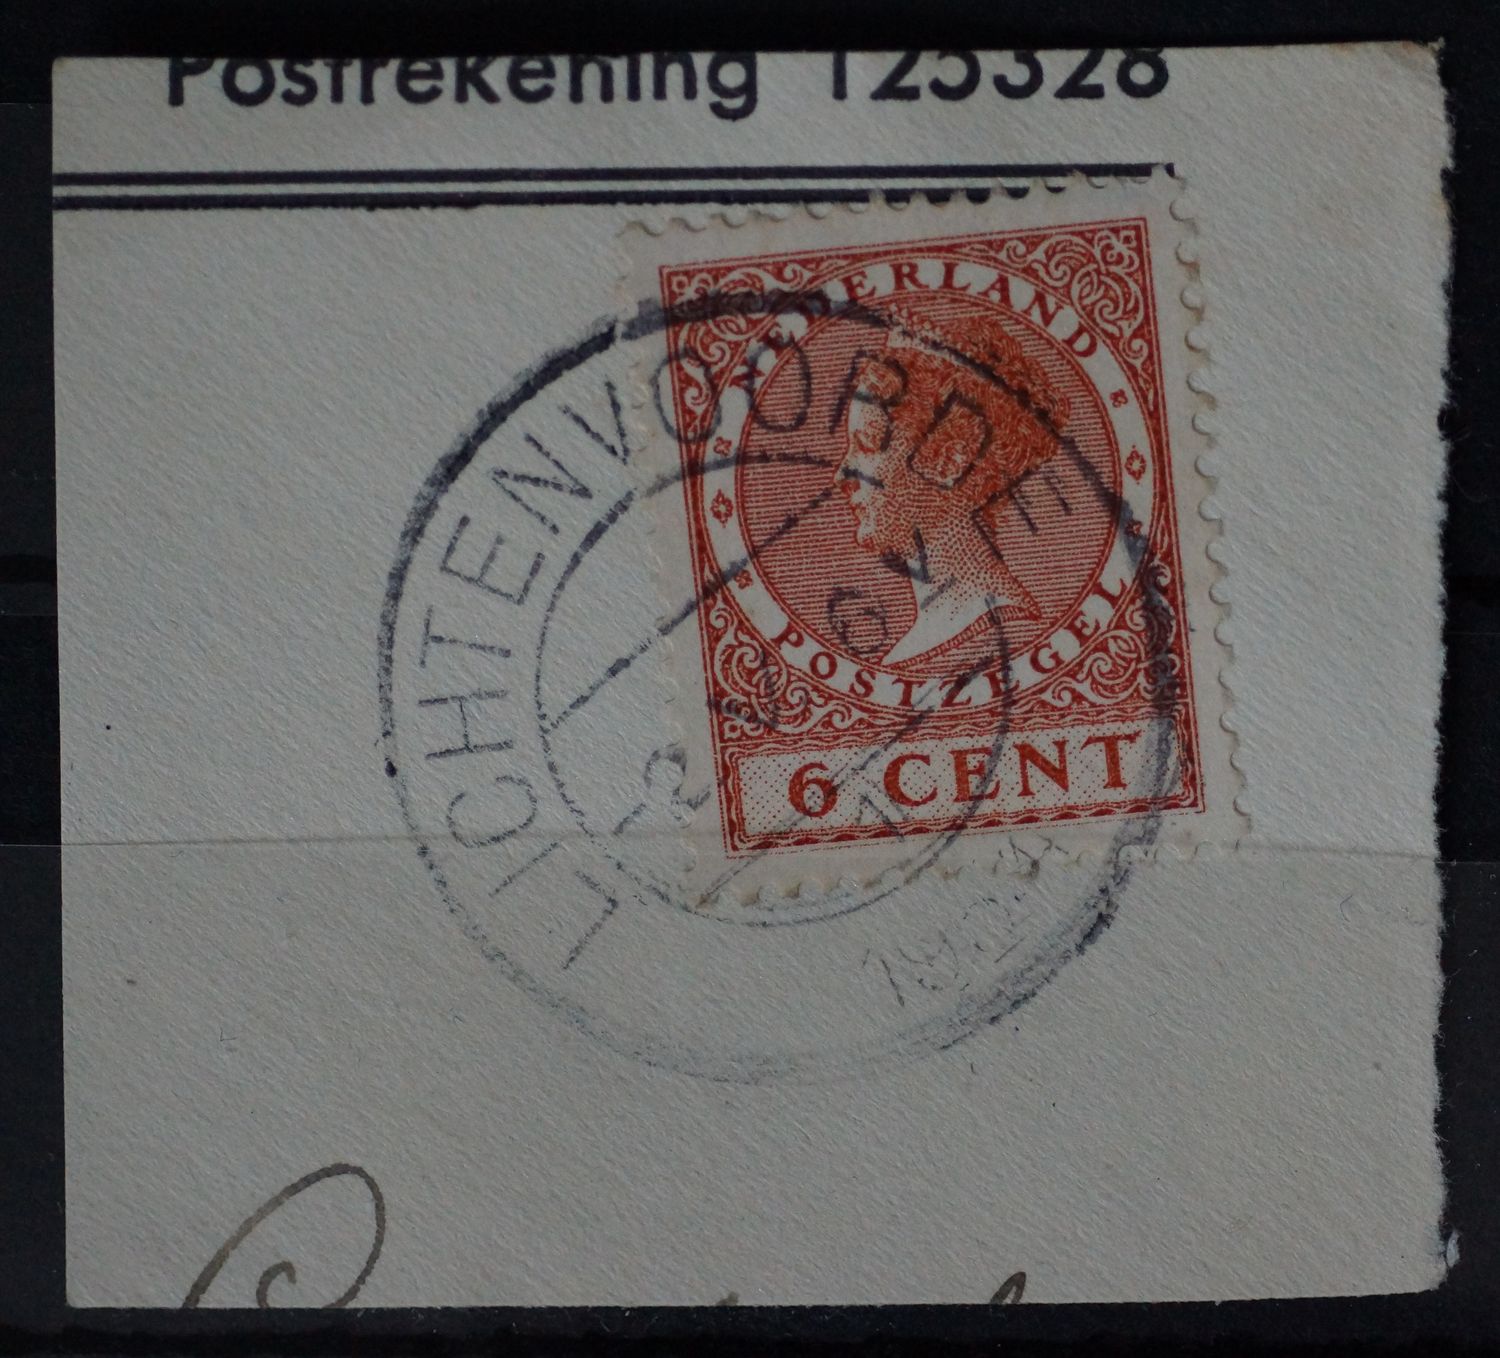 Postrekening 125328
NEDERLAND
POSTZEGEL
6 CENT
LICHTENVOORDE